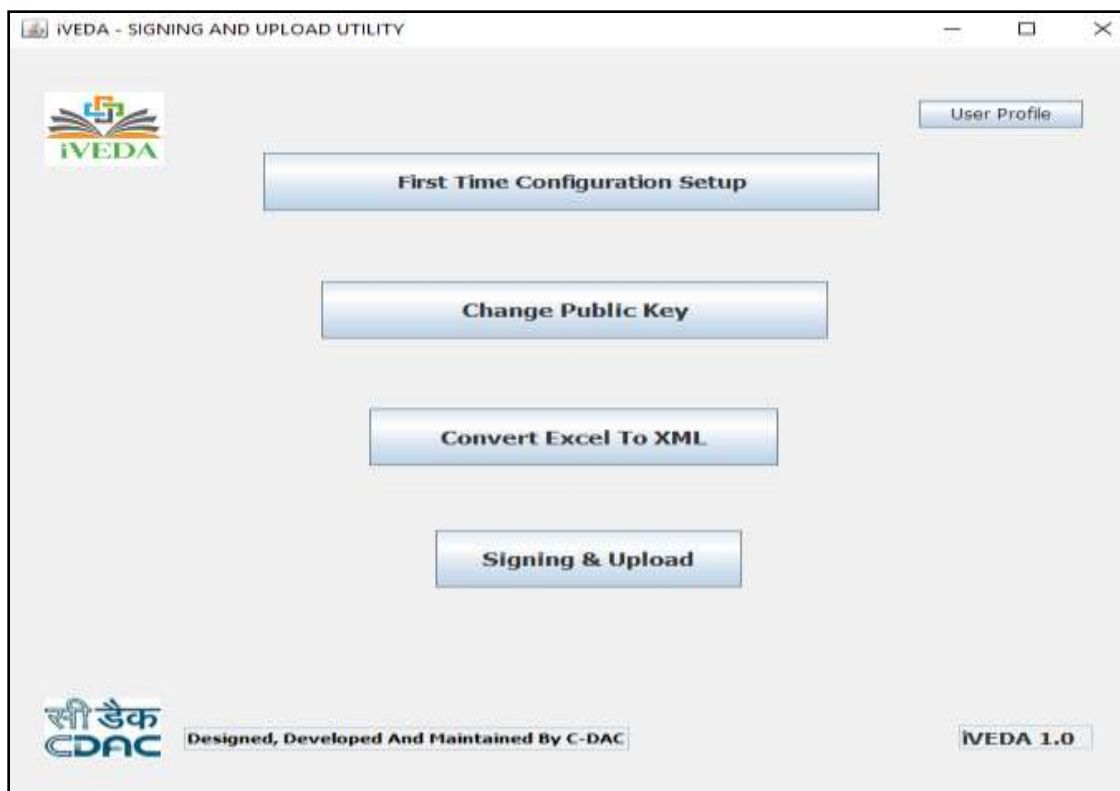 iVEDA - SIGNING AND UPLOAD UTILITY
iVEDA
User Profile
First Time Configuration Setup
Change Public Key
Convert Excel To XML
Signing & Upload
सी डैक
CDAC
Designed, Developed And Maintained By C-DAC
iVEDA 1.0